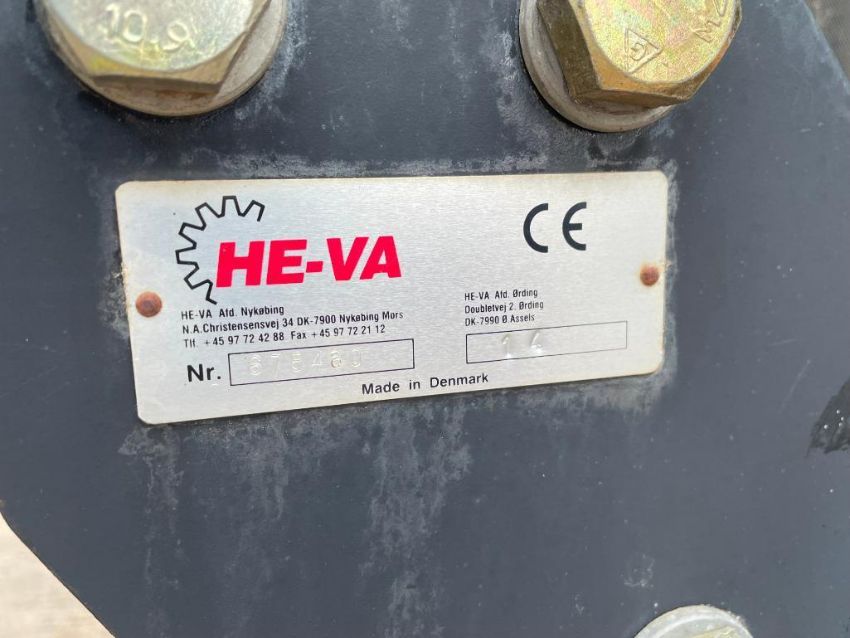 10.9
G
M
HE-VA
CE
HE-VA Afd. Nykøbing
N.A.Christensensvej 34 DK-7900 Nykøbing Mors
Tlf. +45 97 72 42 88 Fax +45 97 72 21 12
HE-VA Afd. Ørding
Doubletvej 2. Ørding
DK-7990 Ø.Assels
Nr.
14
Made in Denmark